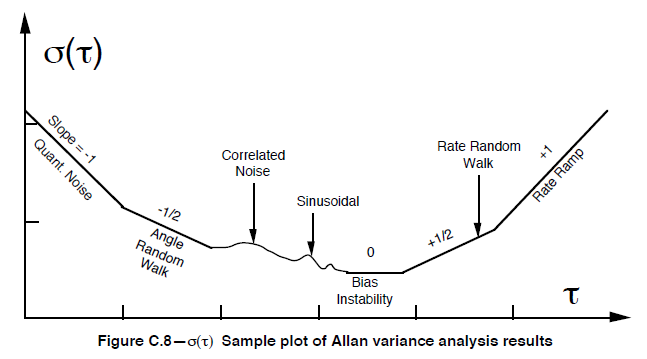 σ(τ)
Slope = -1
Quant. Noise
-1/2
Angle
Random
Walk
Correlated
Noise
Sinusoidal
0
Bias
Instability
+1/2
Rate Random
Walk
+1
Rate Ramp
τ
Figure C.8—σ(τ) Sample plot of Allan variance analysis results